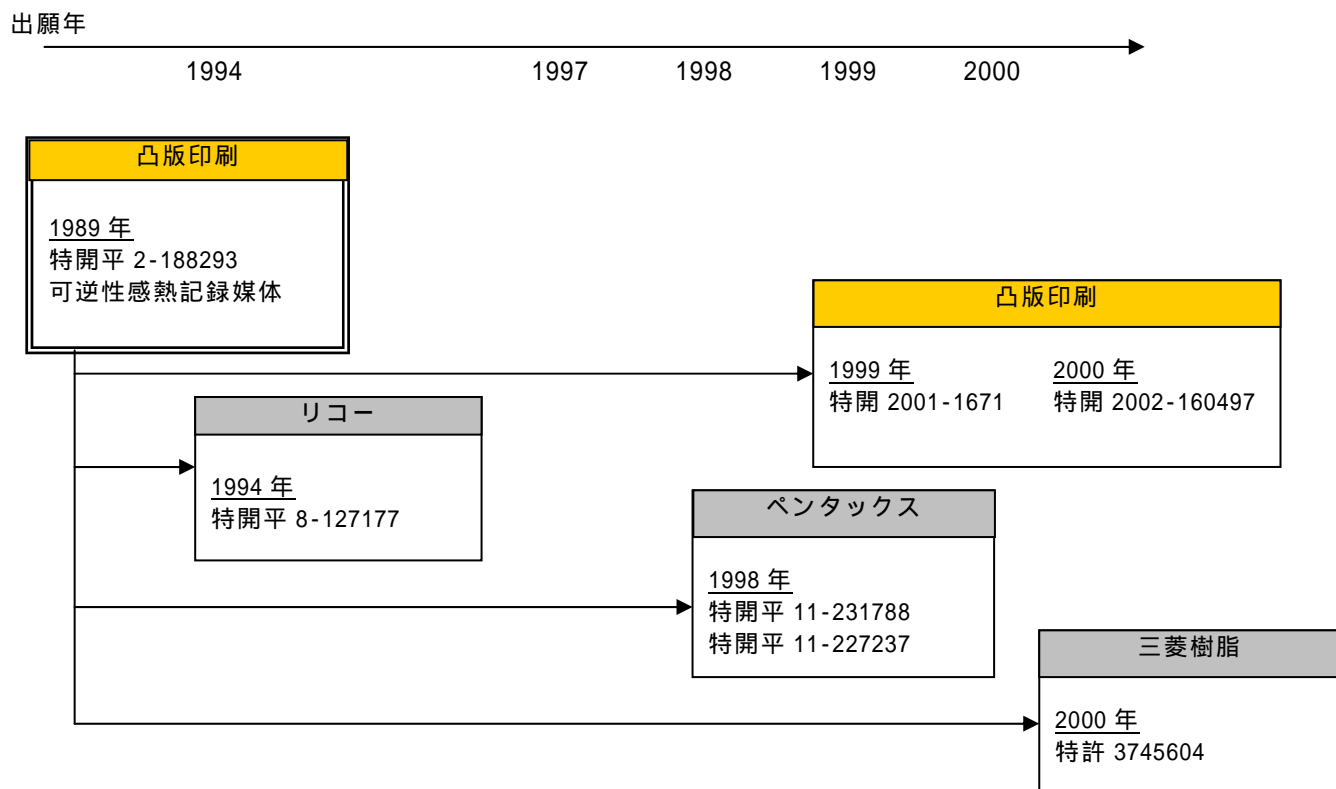 出願年
1994 1997 1998 1999 2000
凸版印刷
1989 年
特開平 2-188293
可逆性感熱記録媒体
凸版印刷
1999 年 2000 年
特開 2001-1671 特開 2002-160497
リコー
1994 年
特開平 8-127177
ペンタックス
1998 年
特開平 11-231788
特開平 11-227237
三菱樹脂
2000 年
特許 3745604